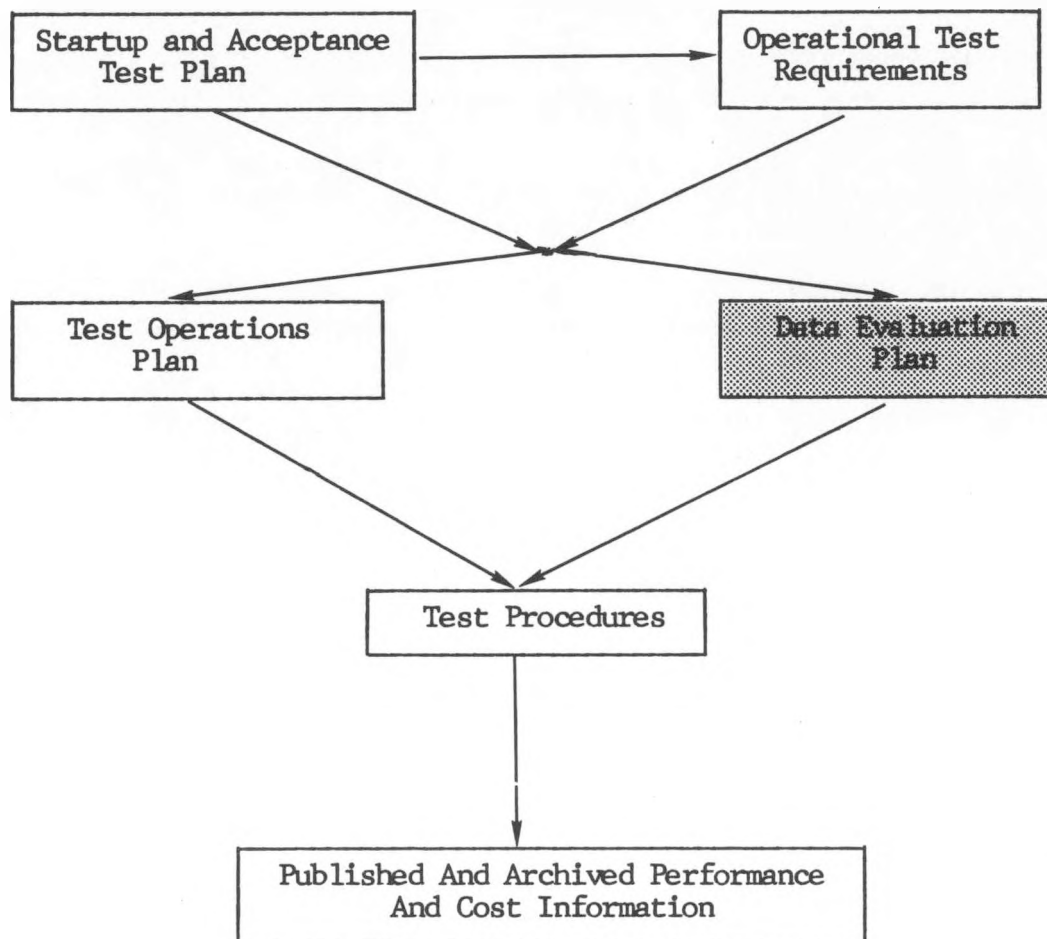 Startup and Acceptance
Test Plan
Operational Test
Requirements
Test Operations
Plan
Data Evaluation
Plan
Test Procedures
Published And Archived Performance
And Cost Information